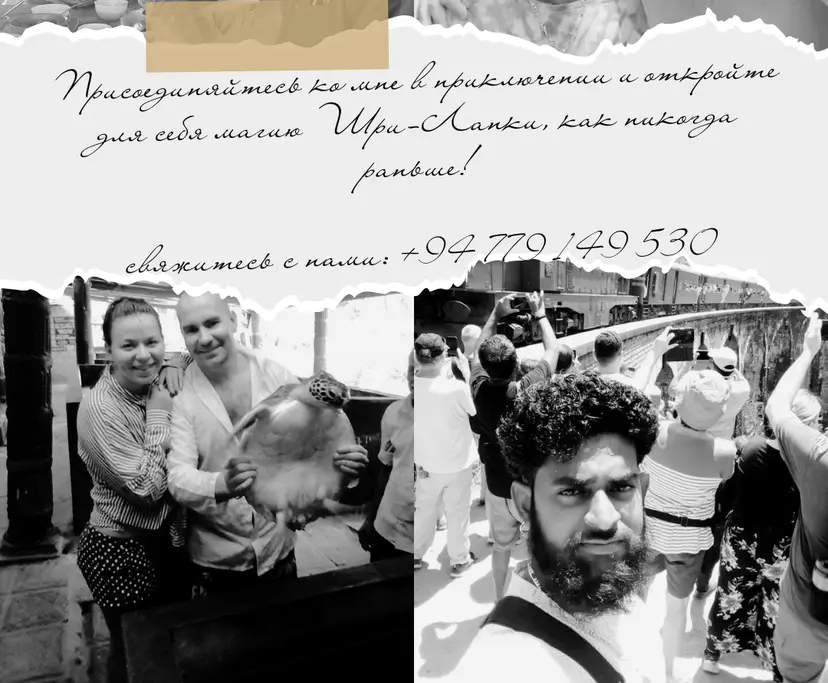 Присоединяйтесь ко мне в приключении и откройте
для себя магию Шри-Ланки, как никогда
раньше!
свяжитесь с нами: +94 779 149 530